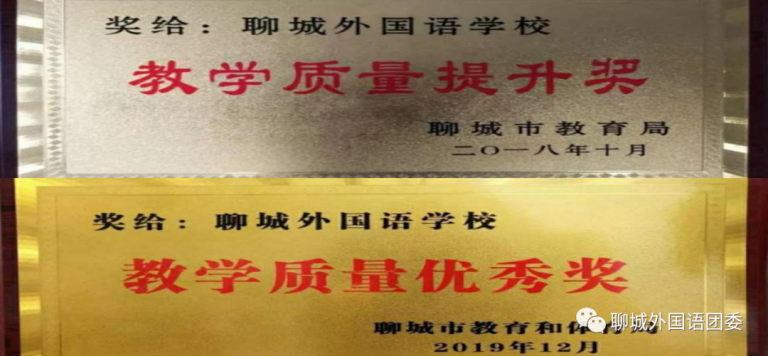 奖给：聊城外国语学校
教学质量提升奖
聊城市教育局
二〇一八年十月
奖给：聊城外国语学校
教学质量优秀奖
聊城市教育和体育局
2019年12月
聊城外国语团委